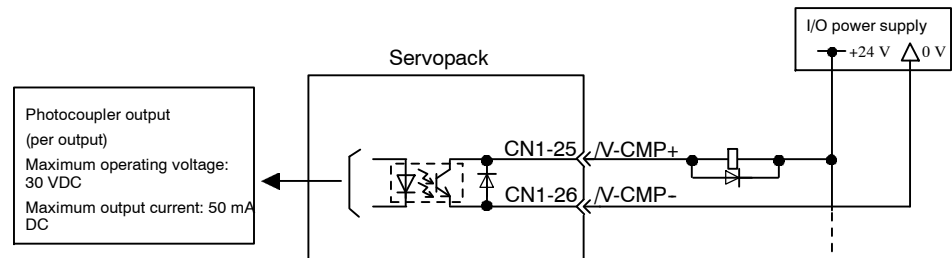 I/O power supply
+24 V
0 V
Servopack
Photocoupler output
(per output)
Maximum operating voltage:
30 VDC
Maximum output current: 50 mA
DC
CN1-25
/V-CMP+
CN1-26
/V-CMP-